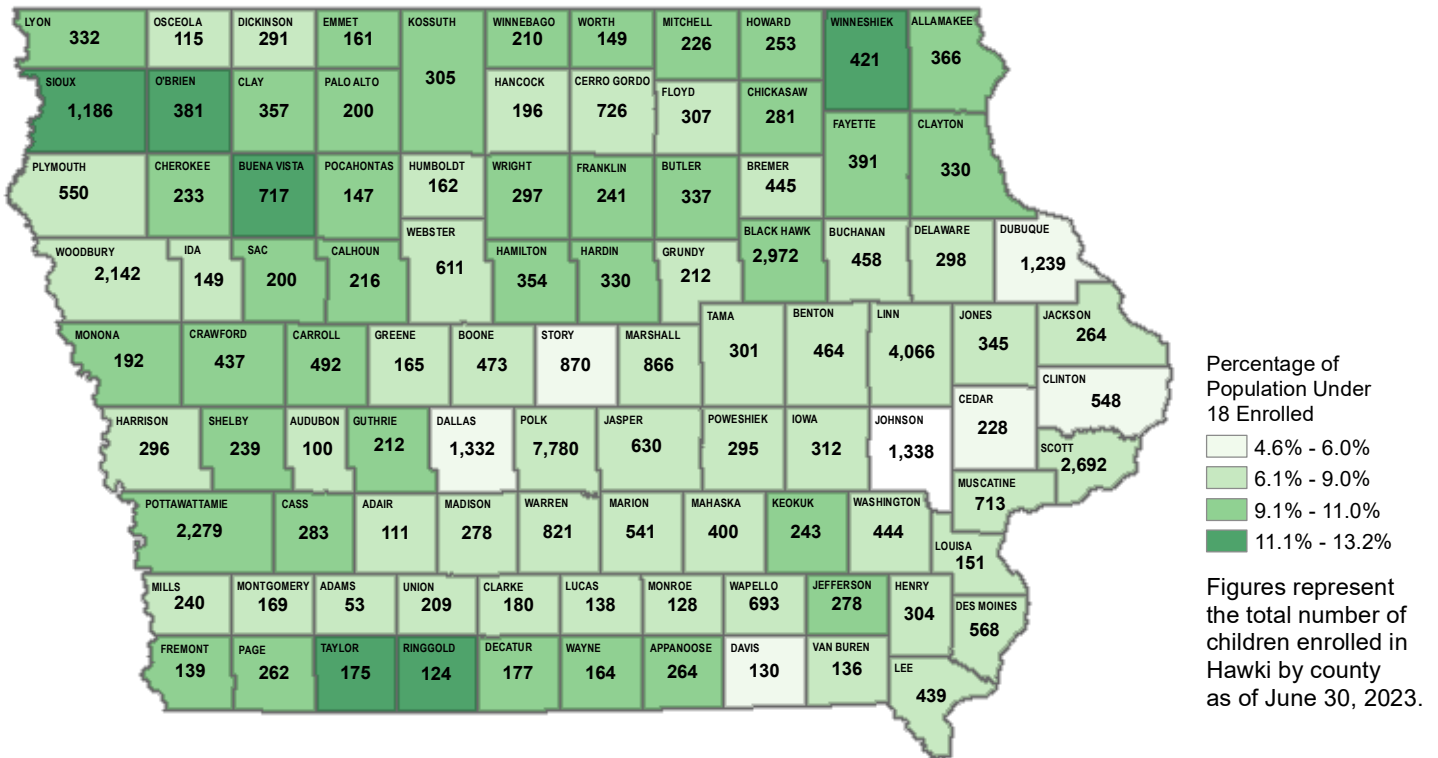 LYON
332
OSCEOLA
115
DICKINSON
291
EMMET
161
KOSSUTH
305
WINNEBAGO
210
WORTH
149
MITCHELL
226
HOWARD
253
WINNESHIEK
421
ALLAMAKEE
366
SIOUX
1,186
O'BRIEN
381
CLAY
357
PALO ALTO
200
HANCOCK
196
CERRO GORDO
726
FLOYD
307
CHICKASAW
281
FAYETTE
391
CLAYTON
330
PLYMOUTH
550
CHEROKEE
233
BUENA VISTA
717
POCAHONTAS
147
HUMBOLDT
162
WRIGHT
297
FRANKLIN
241
BUTLER
337
BREMER
445
WOODBURY
2,142
IDA
149
SAC
200
CALHOUN
216
WEBSTER
611
HAMILTON
354
HARDIN
330
GRUNDY
212
BLACK HAWK
2,972
BUCHANAN
458
DELAWARE
298
DUBUQUE
1,239
MONONA
192
CRAWFORD
437
CARROLL
492
GREENE
165
BOONE
473
STORY
870
MARSHALL
866
TAMA
301
BENTON
464
LINN
4,066
JONES
345
JACKSON
264
CLINTON
548
CEDAR
228
HARRISON
296
SHELBY
239
AUDUBON
100
GUTHRIE
212
DALLAS
1,332
POLK
7,780
JASPER
630
POWESHIEK
295
IOWA
312
JOHNSON
1,338
SCOTT
2,692
MUSCATINE
713
POTTAWATTAMIE
2,279
CASS
283
ADAIR
111
MADISON
278
WARREN
821
MARION
541
MAHASKA
400
KEOKUK
243
WASHINGTON
444
LOUISA
151
MILLS
240
MONTGOMERY
169
ADAMS
53
UNION
209
CLARKE
180
LUCAS
138
MONROE
128
WAPELLO
693
JEFFERSON
278
HENRY
304
DES MOINES
568
FREMONT
139
PAGE
262
TAYLOR
175
RINGGOLD
124
DECATUR
177
WAYNE
164
APPANOOSE
264
DAVIS
130
VAN BUREN
136
LEE
439
Percentage of
Population Under
18 Enrolled
4.6% - 6.0%
6.1% - 9.0%
9.1% - 11.0%
11.1% - 13.2%
Figures represent
the total number of
children enrolled in
Hawki by county
as of June 30, 2023.